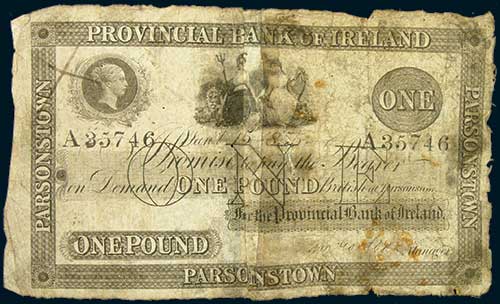 PROVINCIAL BANK OF IRELAND
PARSONSTOWN
ONE
PARSONSTOWN
A35746 A35746
Promise to pay the Bearer
on Demand ONE POUND British at Parsonstown
ONE
For the Provincial Bank of Ireland
ONE POUND
Manager
PARSONSTOWN